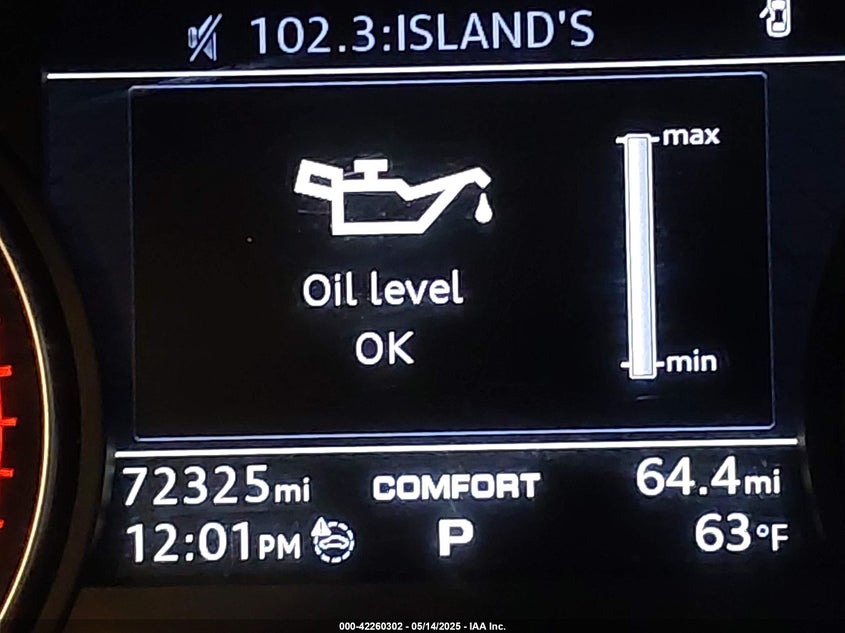 102.3:ISLAND'S
max
Oil level
OK
min
72325mi COMFORT 64.4mi
12:01PM P 63°F
000-42260302 - 05/14/2025 - IAA Inc.